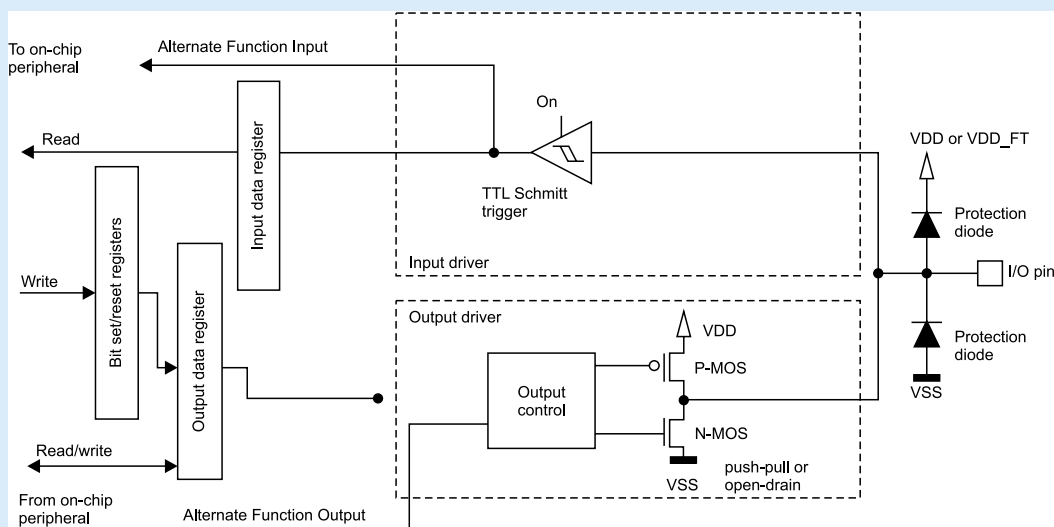 To on-chip
peripheral
Alternate Function Input
On
Read
Input data register
TTL Schmitt
trigger
VDD or VDD_FT
Protection
diode
Input driver
I/O pin
Write
Bit set/reset registers
Output data register
Output driver
VDD
P-MOS
Output
control
N-MOS
VSS
push-pull or
open-drain
Protection
diode
VSS
Read/write
From on-chip
peripheral
Alternate Function Output